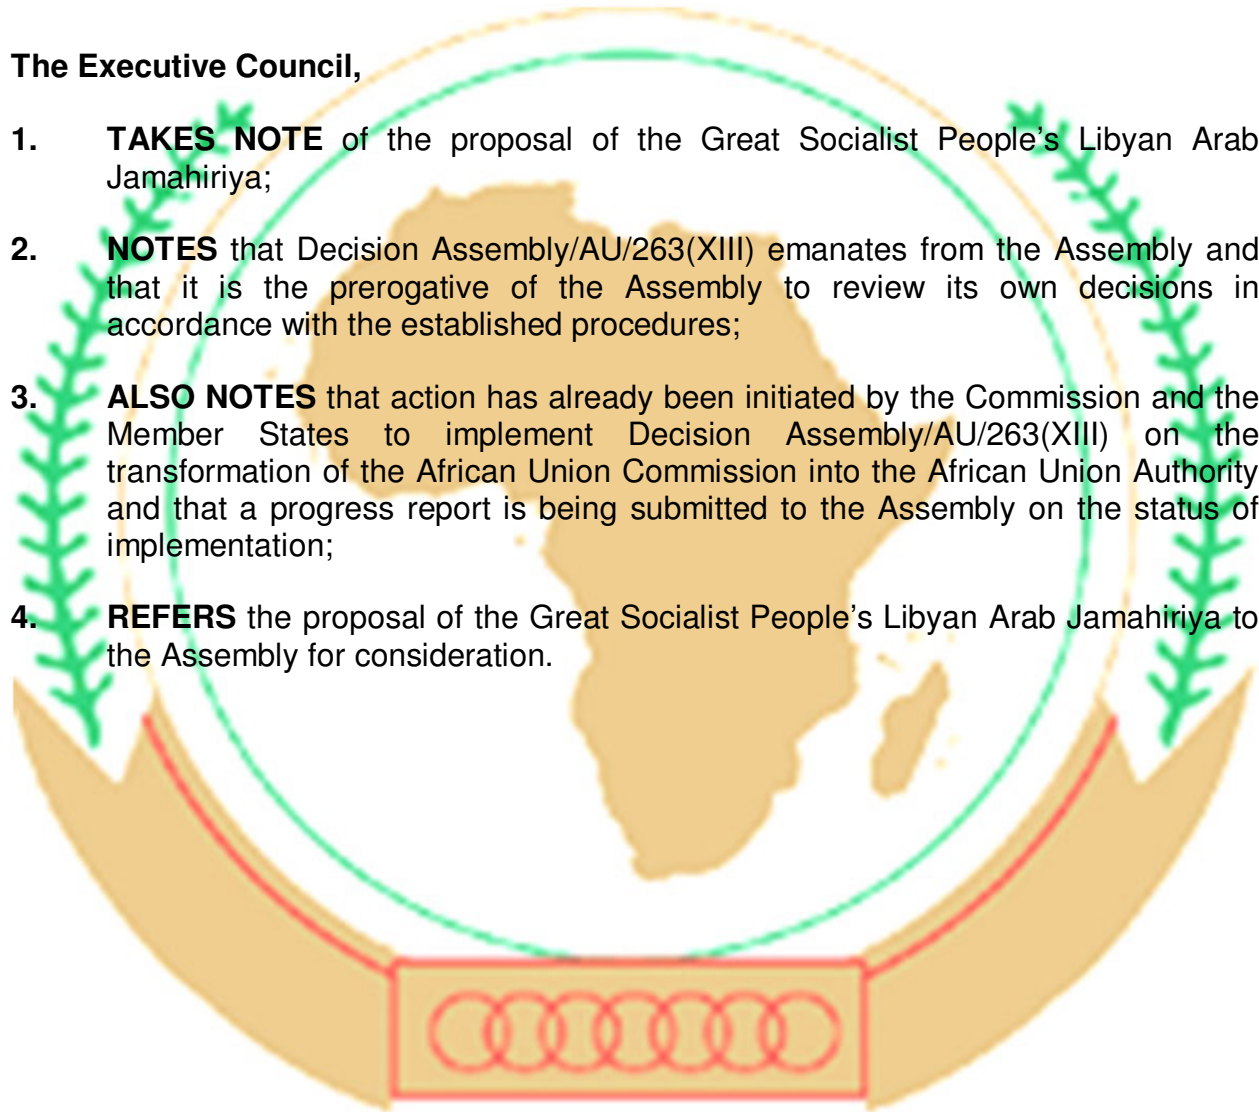 The Executive Council,
1. TAKES NOTE of the proposal of the Great Socialist People’s Libyan Arab
Jamahiriya;
2. NOTES that Decision Assembly/AU/263(XIII) emanates from the Assembly and
that it is the prerogative of the Assembly to review its own decisions in
accordance with the established procedures;
3. ALSO NOTES that action has already been initiated by the Commission and the
Member States to implement Decision Assembly/AU/263(XIII) on the
transformation of the African Union Commission into the African Union Authority
and that a progress report is being submitted to the Assembly on the status of
implementation;
4. REFERS the proposal of the Great Socialist People’s Libyan Arab Jamahiriya to
the Assembly for consideration.